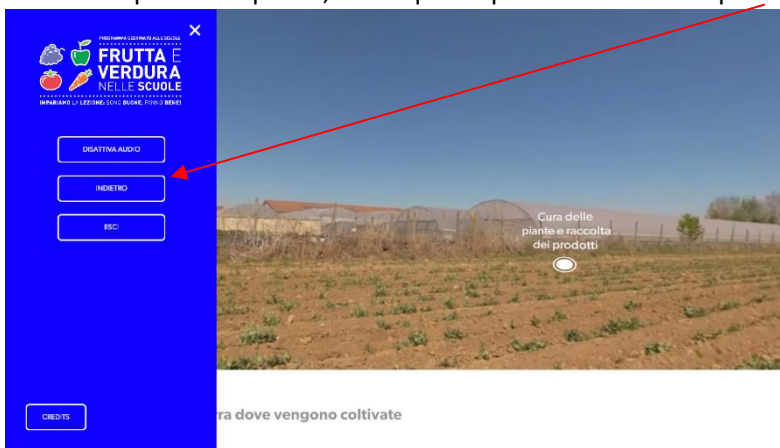 PROGRAMMA DESTINATO ALLE SCUOLE
FRUTTA E
VERDURA
NELLE SCUOLE
IMPARIAMO LA LEZIONE: SONO BUONE, FANNO BENE!
DISATTIVA AUDIO
INDIETRO
ESCI
CREDITS
Cura delle
piante e raccolta
dei prodotti
rra dove vengono coltivate